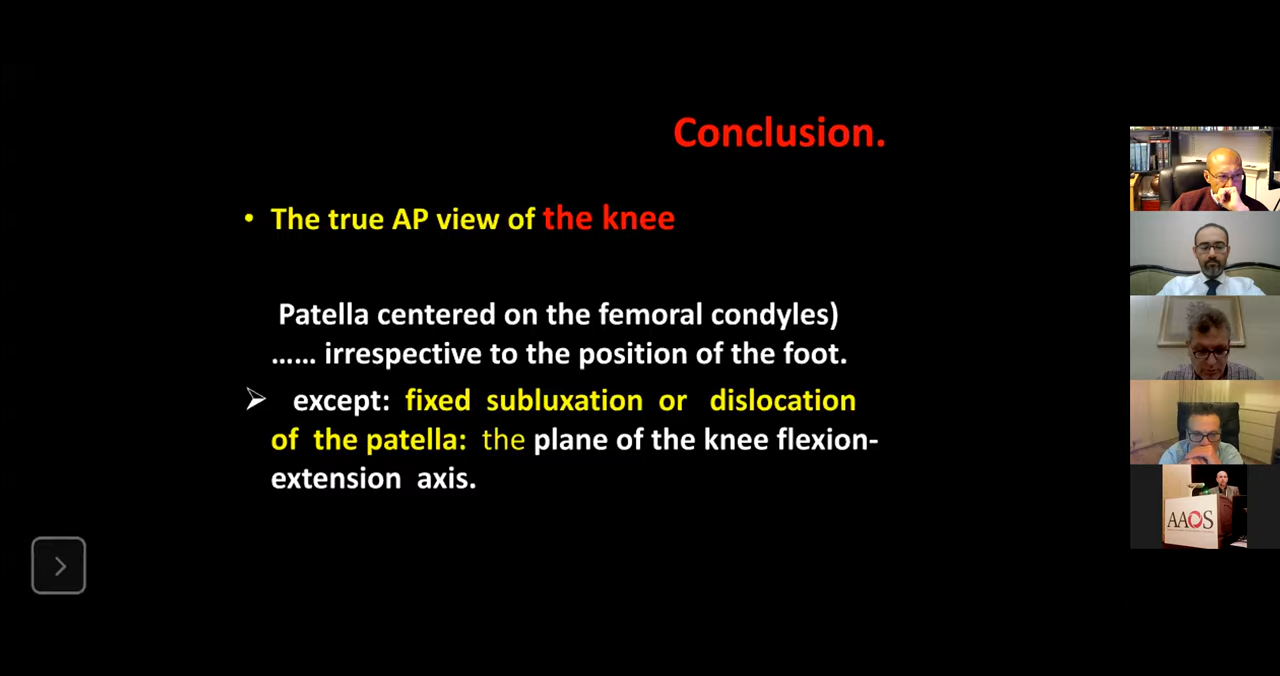 Conclusion.
• The true AP view of the knee
Patella centered on the femoral condyles)
...... irrespective to the position of the foot.
➢ except: fixed subluxation or dislocation
of the patella: the plane of the knee flexion-
extension axis.
AAOS